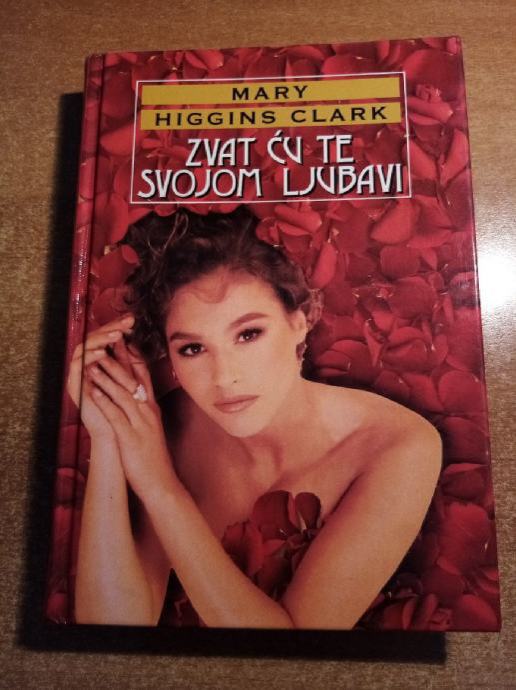 MARY
HIGGINS CLARK
ZVAT ĆU TE
SVOJOM LJUBAVI